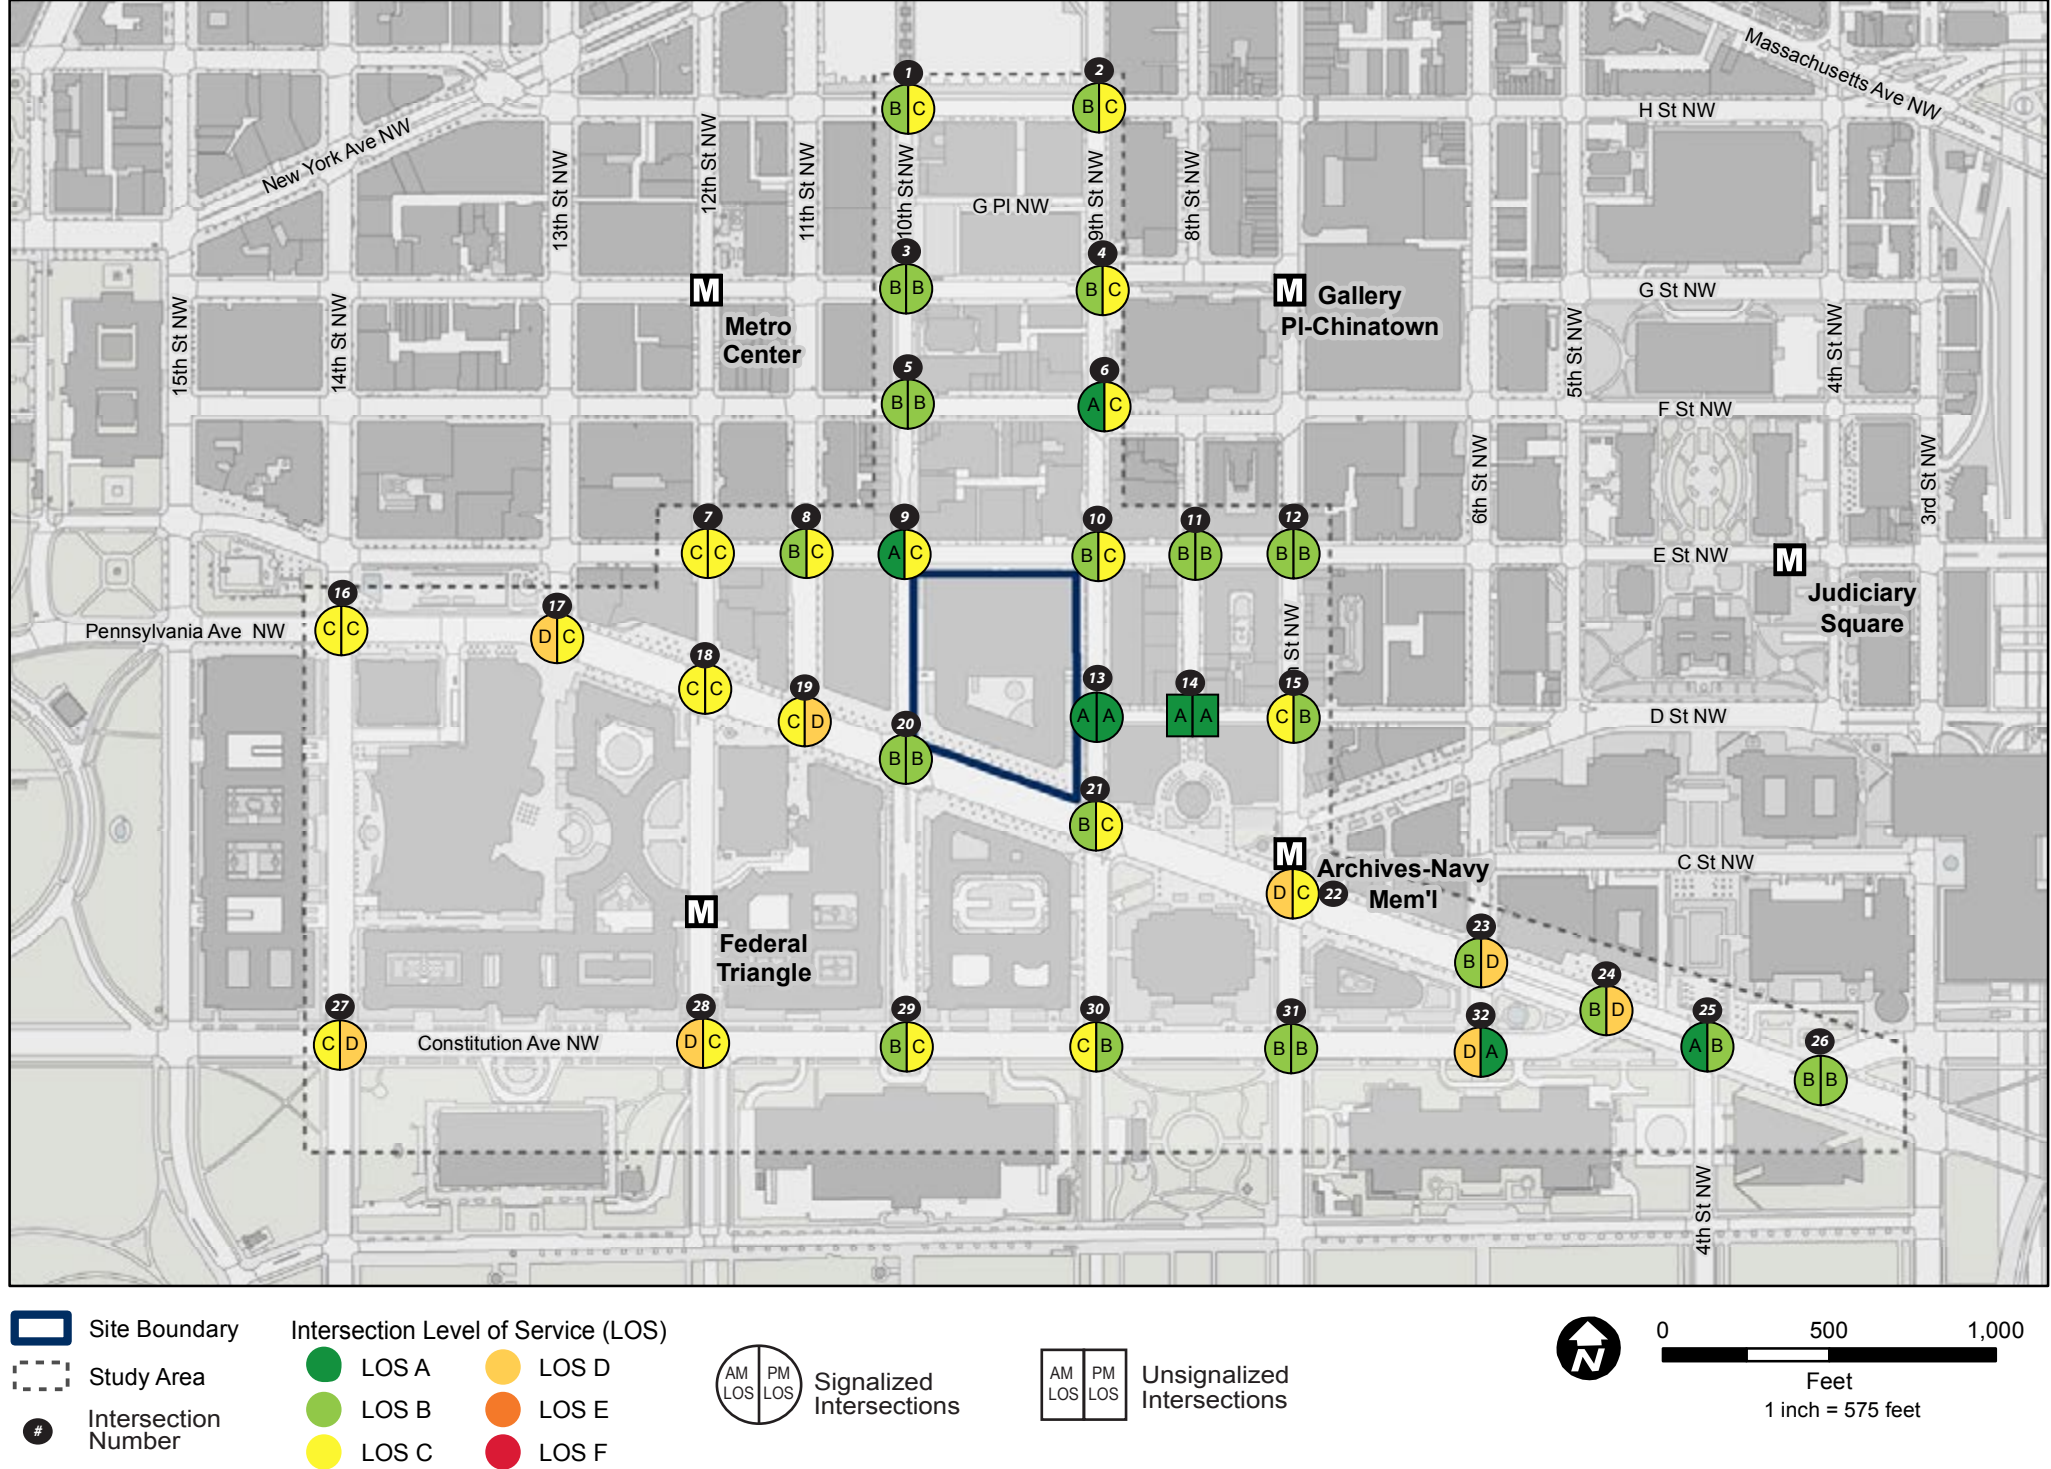 Massachusetts Ave NW
1
2
B C
B C
H St NW
New York Ave NW
13th St NW
12th St NW
11th St NW
10th St NW
9th St NW
8th St NW
G Pl NW
3
4
B B
B C
M
M
Metro
Center
Gallery
Pl-Chinatown
G St NW
15th St NW
14th St NW
5th St NW
4th St NW
5
6
B B
A C
F St NW
6th St NW
3rd St NW
7
8
9
10
11
12
C C
B C
A C
B C
B B
B B
E St NW
M
Judiciary
Square
16
17
C C
D C
Pennsylvania Ave NW
h St NW
18
19
20
C C
C D
B B
13
14
15
A A
A A
C B
D St NW
21
B C
M
Archives-Navy
Mem'l
D C
22
C St NW
M
Federal
Triangle
23
B D
24
B D
25
A B
26
B B
27
28
29
30
31
32
C D
Constitution Ave NW
D C
B C
C B
B B
D A
4th St NW
Site Boundary
Study Area
#
Intersection
Number
Intersection Level of Service (LOS)
LOS A
LOS B
LOS C
LOS D
LOS E
LOS F
AM
LOS
PM
LOS
Signalized
Intersections
AM
LOS
PM
LOS
Unsignalized
Intersections
N
0 500 1,000
Feet
1 inch = 575 feet